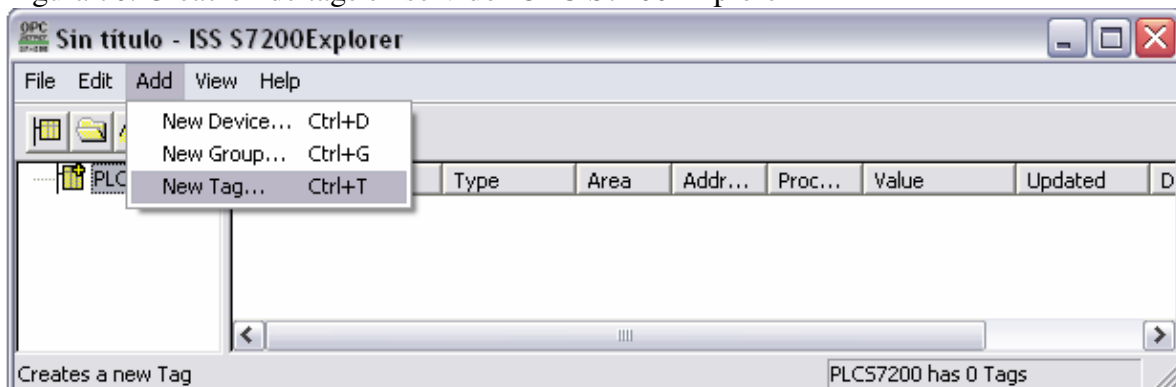 Sin título - ISS S7200Explorer
File Edit Add View Help
New Device... Ctrl+D
New Group... Ctrl+G
New Tag... Ctrl+T
PLC Type Area Addr... Proc... Value Updated D
Creates a new Tag PLCS7200 has 0 Tags